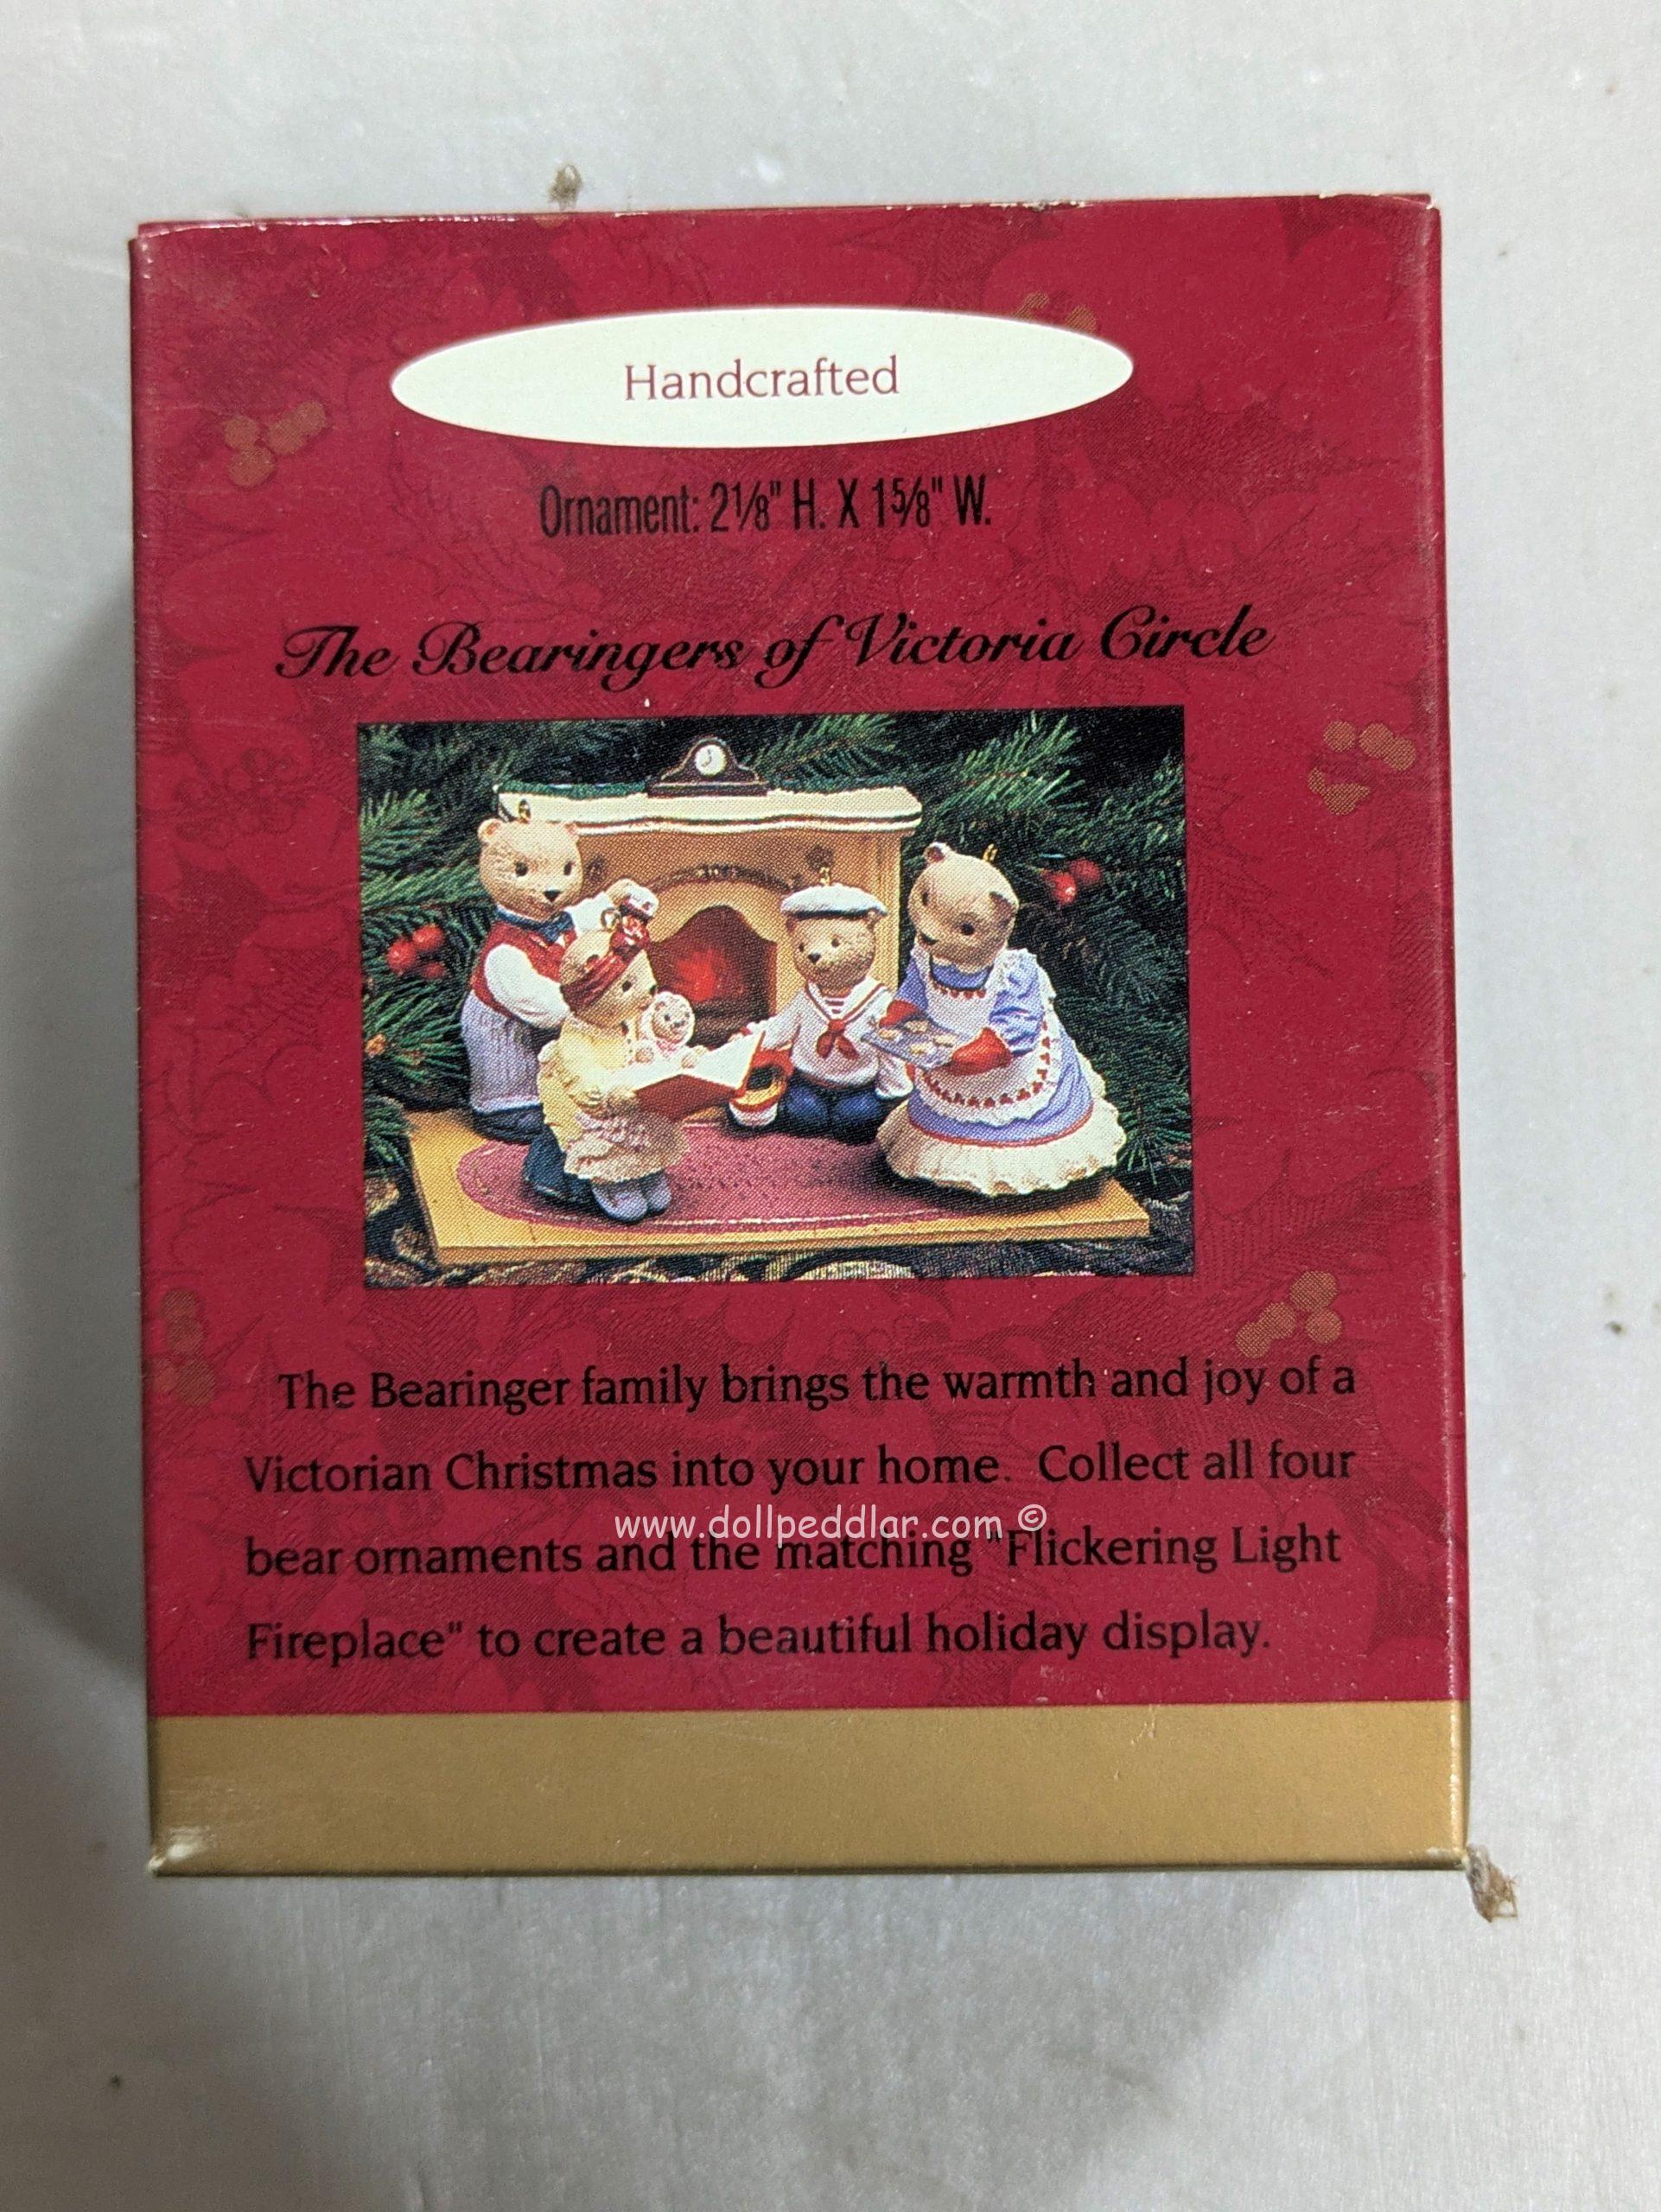 Handcrafted
Ornament: 2⅛" H. X 1⅝" W.
The Bearingers of Victoria Circle
The Bearinger family brings the warmth and joy of a
Victorian Christmas into your home. Collect all four
www.dollpeddlar.com ©
bear ornaments and the matching "Flickering Light
Fireplace" to create a beautiful holiday display.